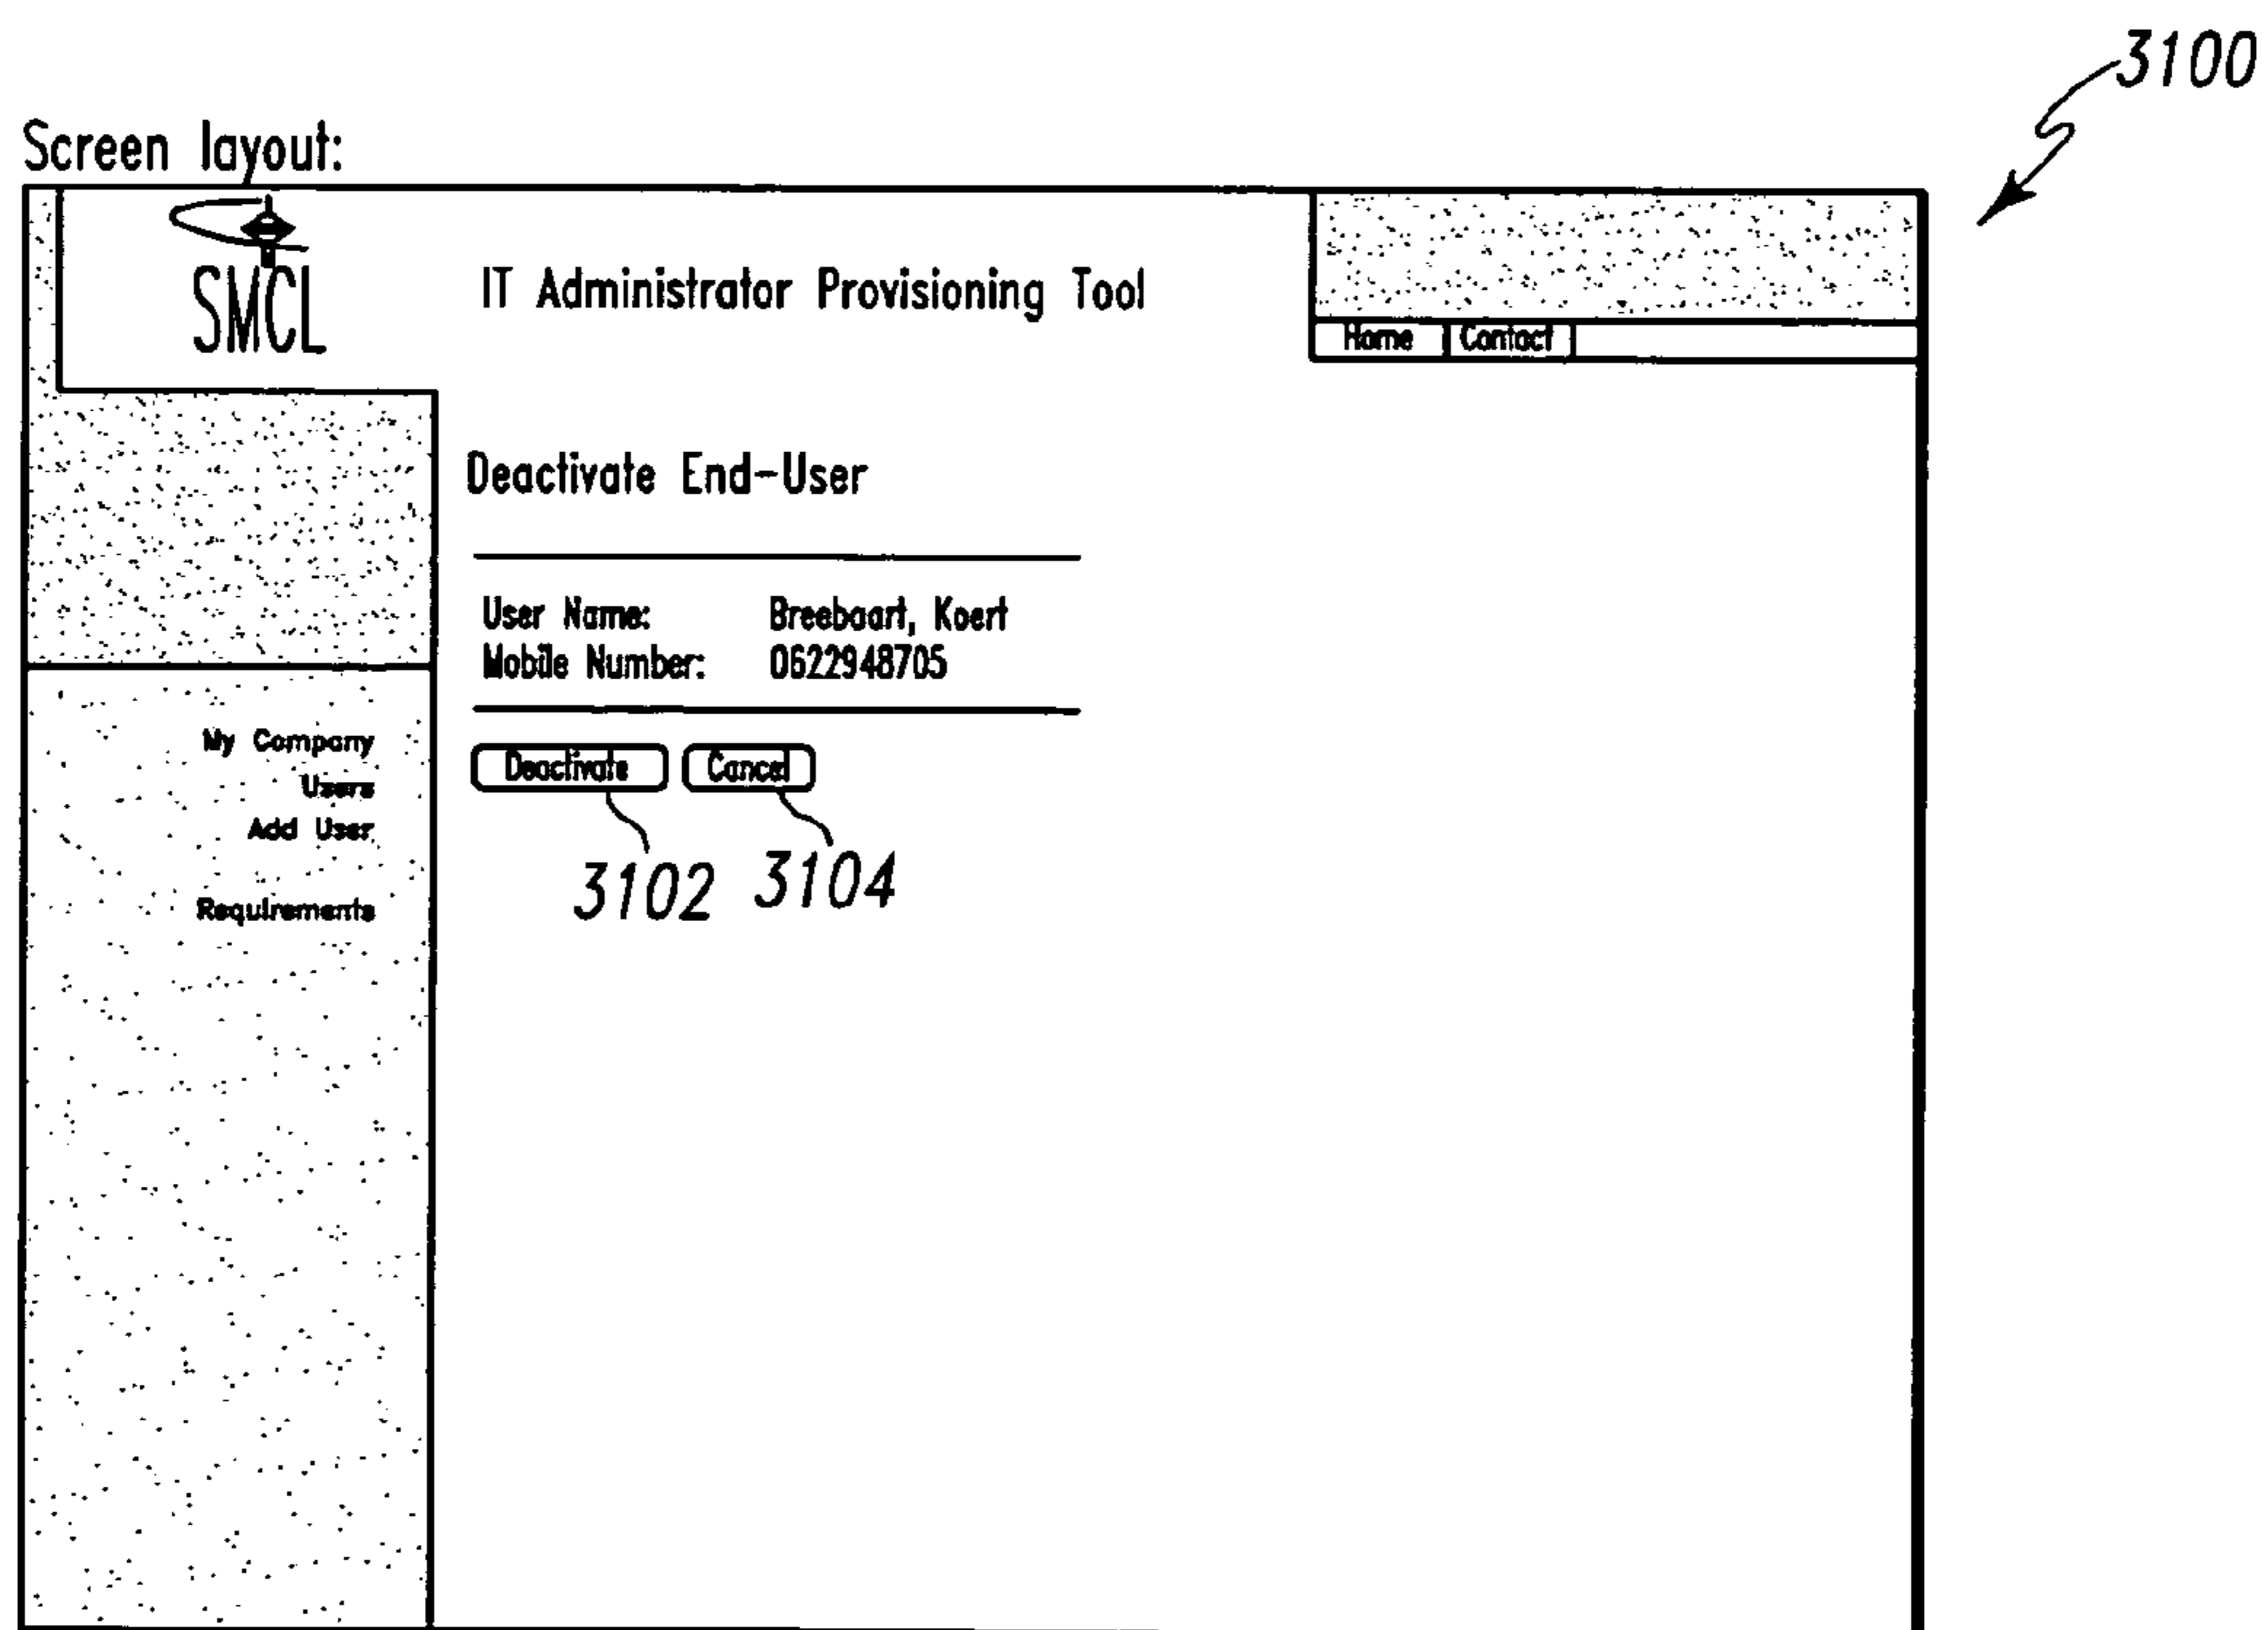 3100
Screen layout:
SMCL
IT Administrator Provisioning Tool
Home Contact
Deactivate End-User
User Name: Breebaart, Koert
Mobile Number: 0622948705
Deactivate Cancel
3102 3104
My Company
Users
Add User
Requirements